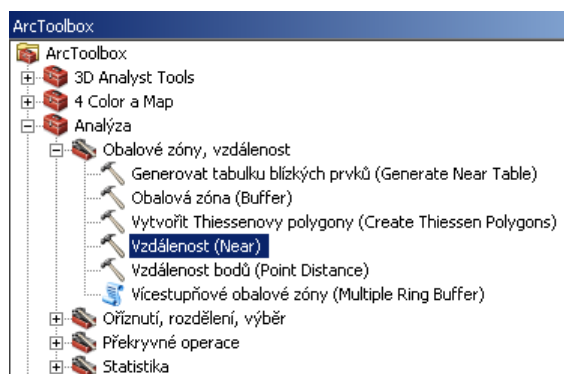 ArcToolbox
ArcToolbox
3D Analyst Tools
4 Color a Map
Analýza
Obalové zóny, vzdálenost
Generovat tabulku blízkých prvků (Generate Near Table)
Obalová zóna (Buffer)
Vytvořit Thiessenovy polygony (Create Thiessen Polygons)
Vzdálenost (Near)
Vzdálenost bodů (Point Distance)
Vícestupňové obalové zóny (Multiple Ring Buffer)
Oříznutí, rozdělení, výběr
Překryvné operace
Statistika